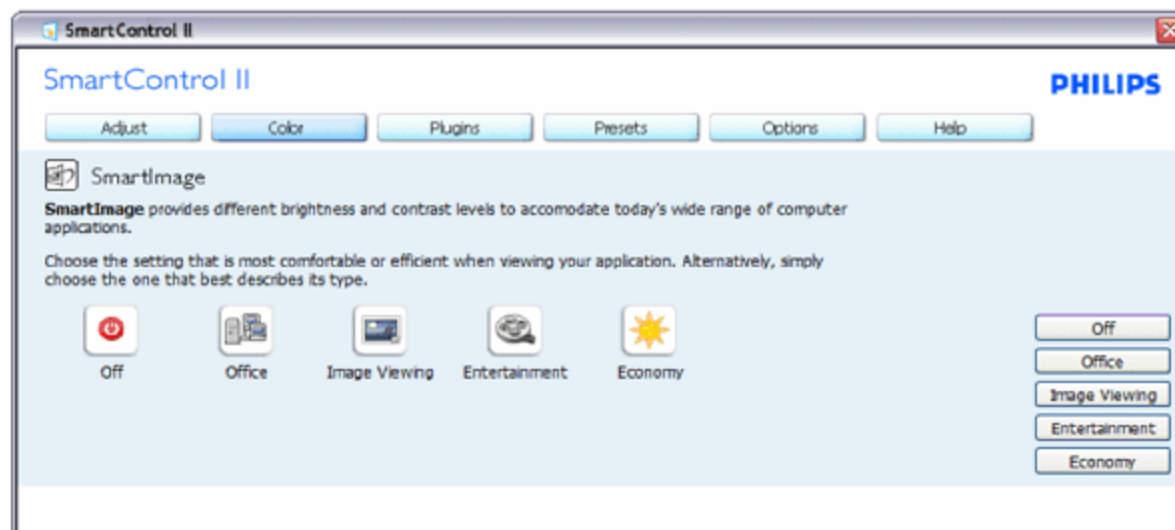 SmartControl II
SmartControl II
PHILIPS
Adjust Color Plugins Presets Options Help
SmartImage
SmartImage provides different brightness and contrast levels to accomodate today's wide range of computer
applications.
Choose the setting that is most comfortable or efficient when viewing your application. Alternatively, simply
choose the one that best describes its type.
Off Office Image Viewing Entertainment Economy
Off
Office
Image Viewing
Entertainment
Economy